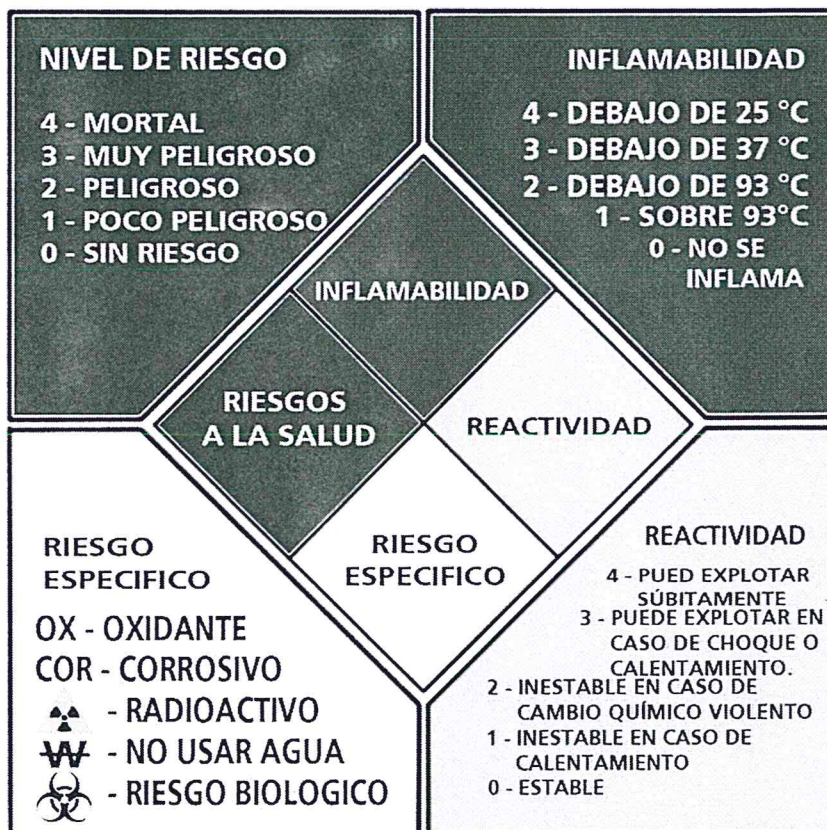 NIVEL DE RIESGO
4 - MORTAL
3 - MUY PELIGROSO
2 - PELIGROSO
1 - POCO PELIGROSO
0 - SIN RIESGO
INFLAMABILIDAD
4 - DEBAJO DE 25 °C
3 - DEBAJO DE 37 °C
2 - DEBAJO DE 93 °C
1 - SOBRE 93°C
0 - NO SE
INFLAMA
INFLAMABILIDAD
RIESGOS
A LA SALUD
REACTIVIDAD
RIESGO
ESPECIFICO
RIESGO
ESPECIFICO
OX - OXIDANTE
COR - CORROSIVO
- RADIOACTIVO
W - NO USAR AGUA
- RIESGO BIOLOGICO
REACTIVIDAD
4 - PUED EXPLOTAR
SÚBITAMENTE
3 - PUEDE EXPLOTAR EN
CASO DE CHOQUE O
CALENTAMIENTO.
2 - INESTABLE EN CASO DE
CAMBIO QUÍMICO VIOLENTO
1 - INESTABLE EN CASO DE
CALENTAMIENTO
0 - ESTABLE